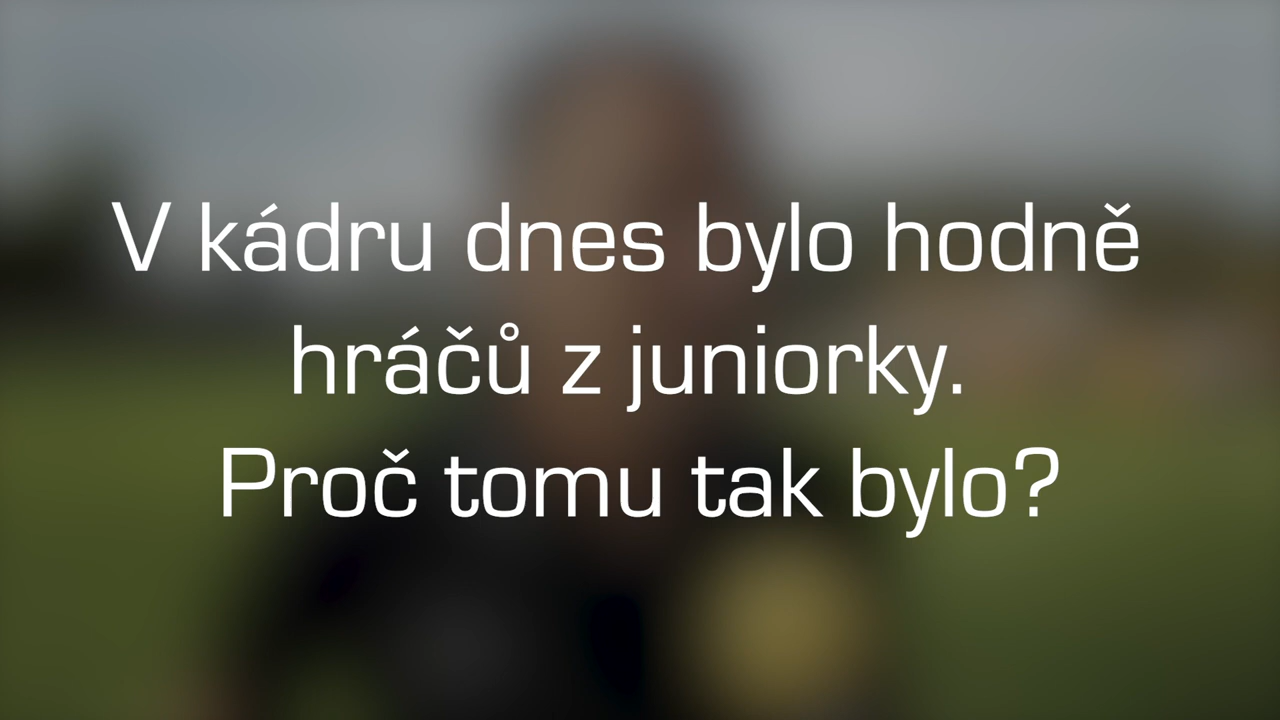 V kádru dnes bylo hodně
hráčů z juniorky.
Proč tomu tak bylo?